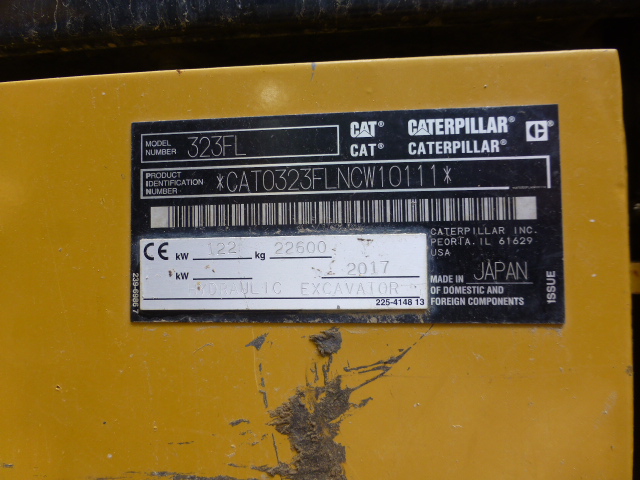 MODEL NUMBER 323FL
CAT® CATERPILLAR® C®
CAT® CATERPILLAR®
PRODUCT IDENTIFICATION NUMBER *CAT0323FLNCW10111*
CATERPILLAR INC.
PEORIA, IL 61629
USA
CE kW 122 kg 22600
kW 2017
HYDRAULIC EXCAVATOR
225-4148 13
239-6986 7
MADE IN JAPAN
OF DOMESTIC AND
FOREIGN COMPONENTS
ISSUE